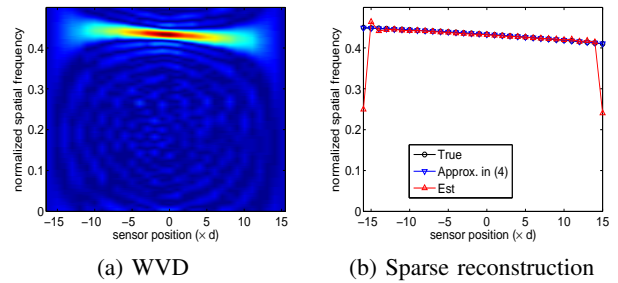 normalized spatial frequency
0.4
0.3
0.2
0.1
0
−15 −10 −5 0 5 10 15
sensor position (× d)
(a) WVD
normalized spatial frequency
0.4
0.3
0.2
0.1
0
True
Approx. in (4)
Est
−15 −10 −5 0 5 10 15
sensor position (× d)
(b) Sparse reconstruction